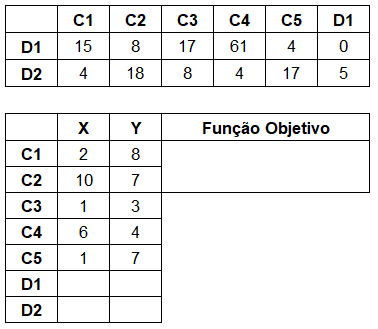 C1 C2 C3 C4 C5 D1
D1 15 8 17 61 4 0
D2 4 18 8 4 17 5
X Y Função Objetivo
C1 2 8
C2 10 7
C3 1 3
C4 6 4
C5 1 7
D1
D2